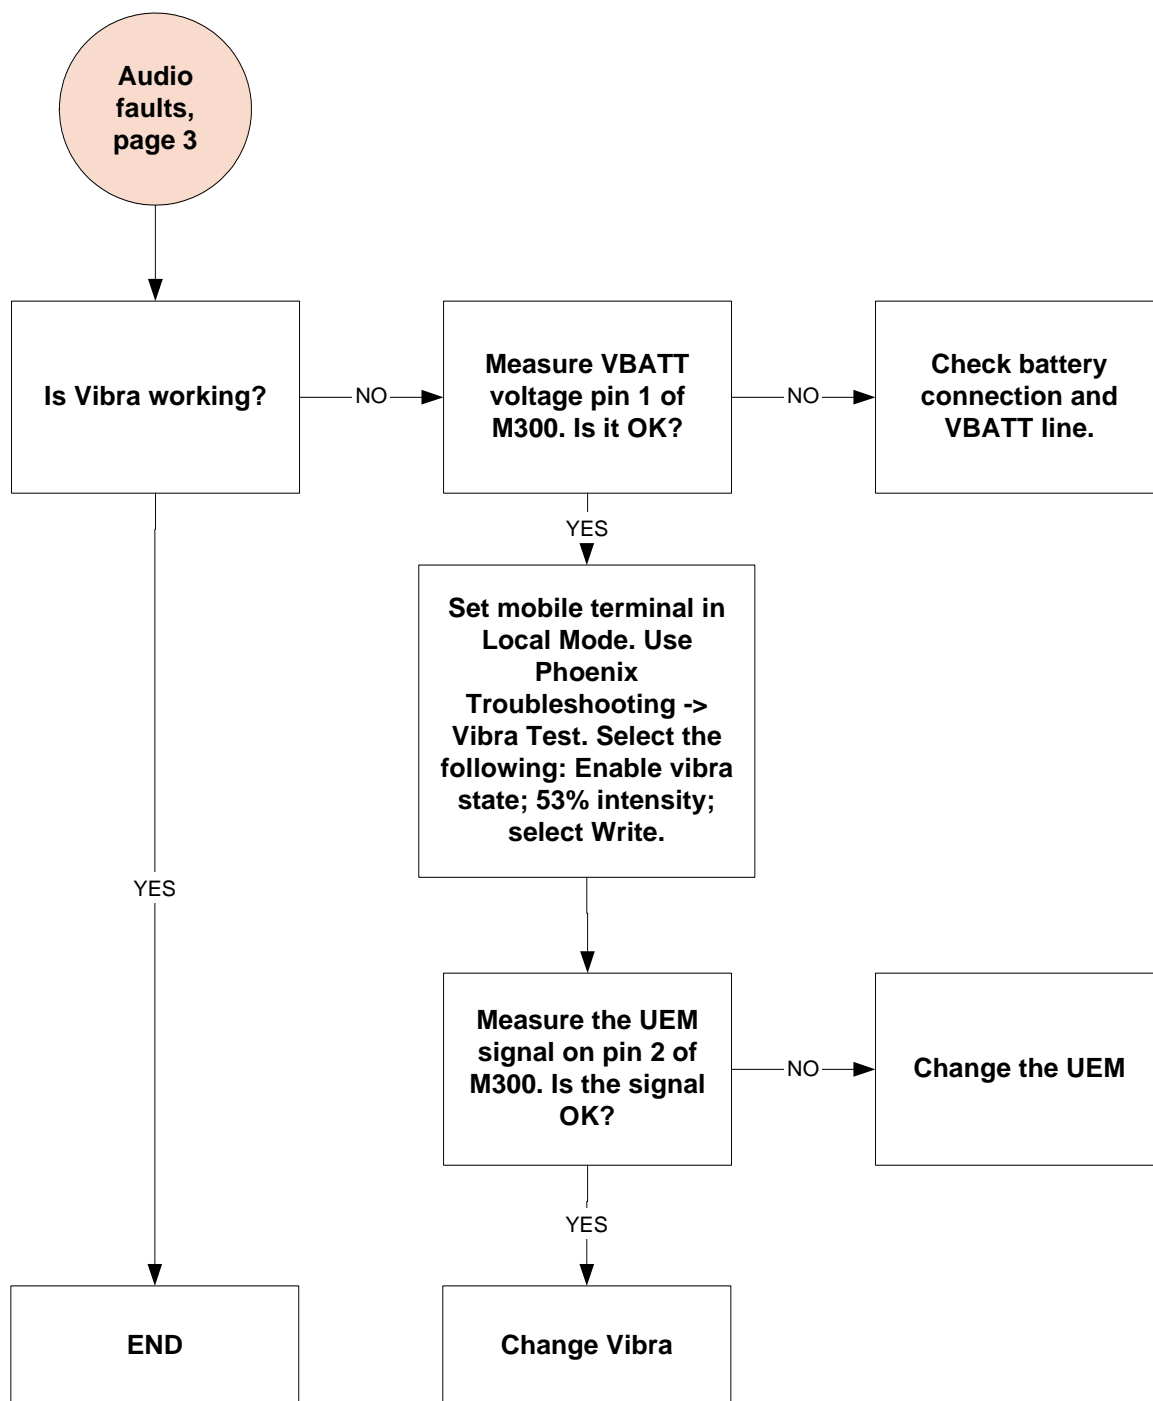 Audio
faults,
page 3
Is Vibra working?
NO
Measure VBATT
voltage pin 1 of
M300. Is it OK?
NO
Check battery
connection and
VBATT line.
YES
Set mobile terminal in
Local Mode. Use
Phoenix
Troubleshooting ->
Vibra Test. Select the
following: Enable vibra
state; 53% intensity;
select Write.
YES
Measure the UEM
signal on pin 2 of
M300. Is the signal
OK?
NO
Change the UEM
YES
END
Change Vibra